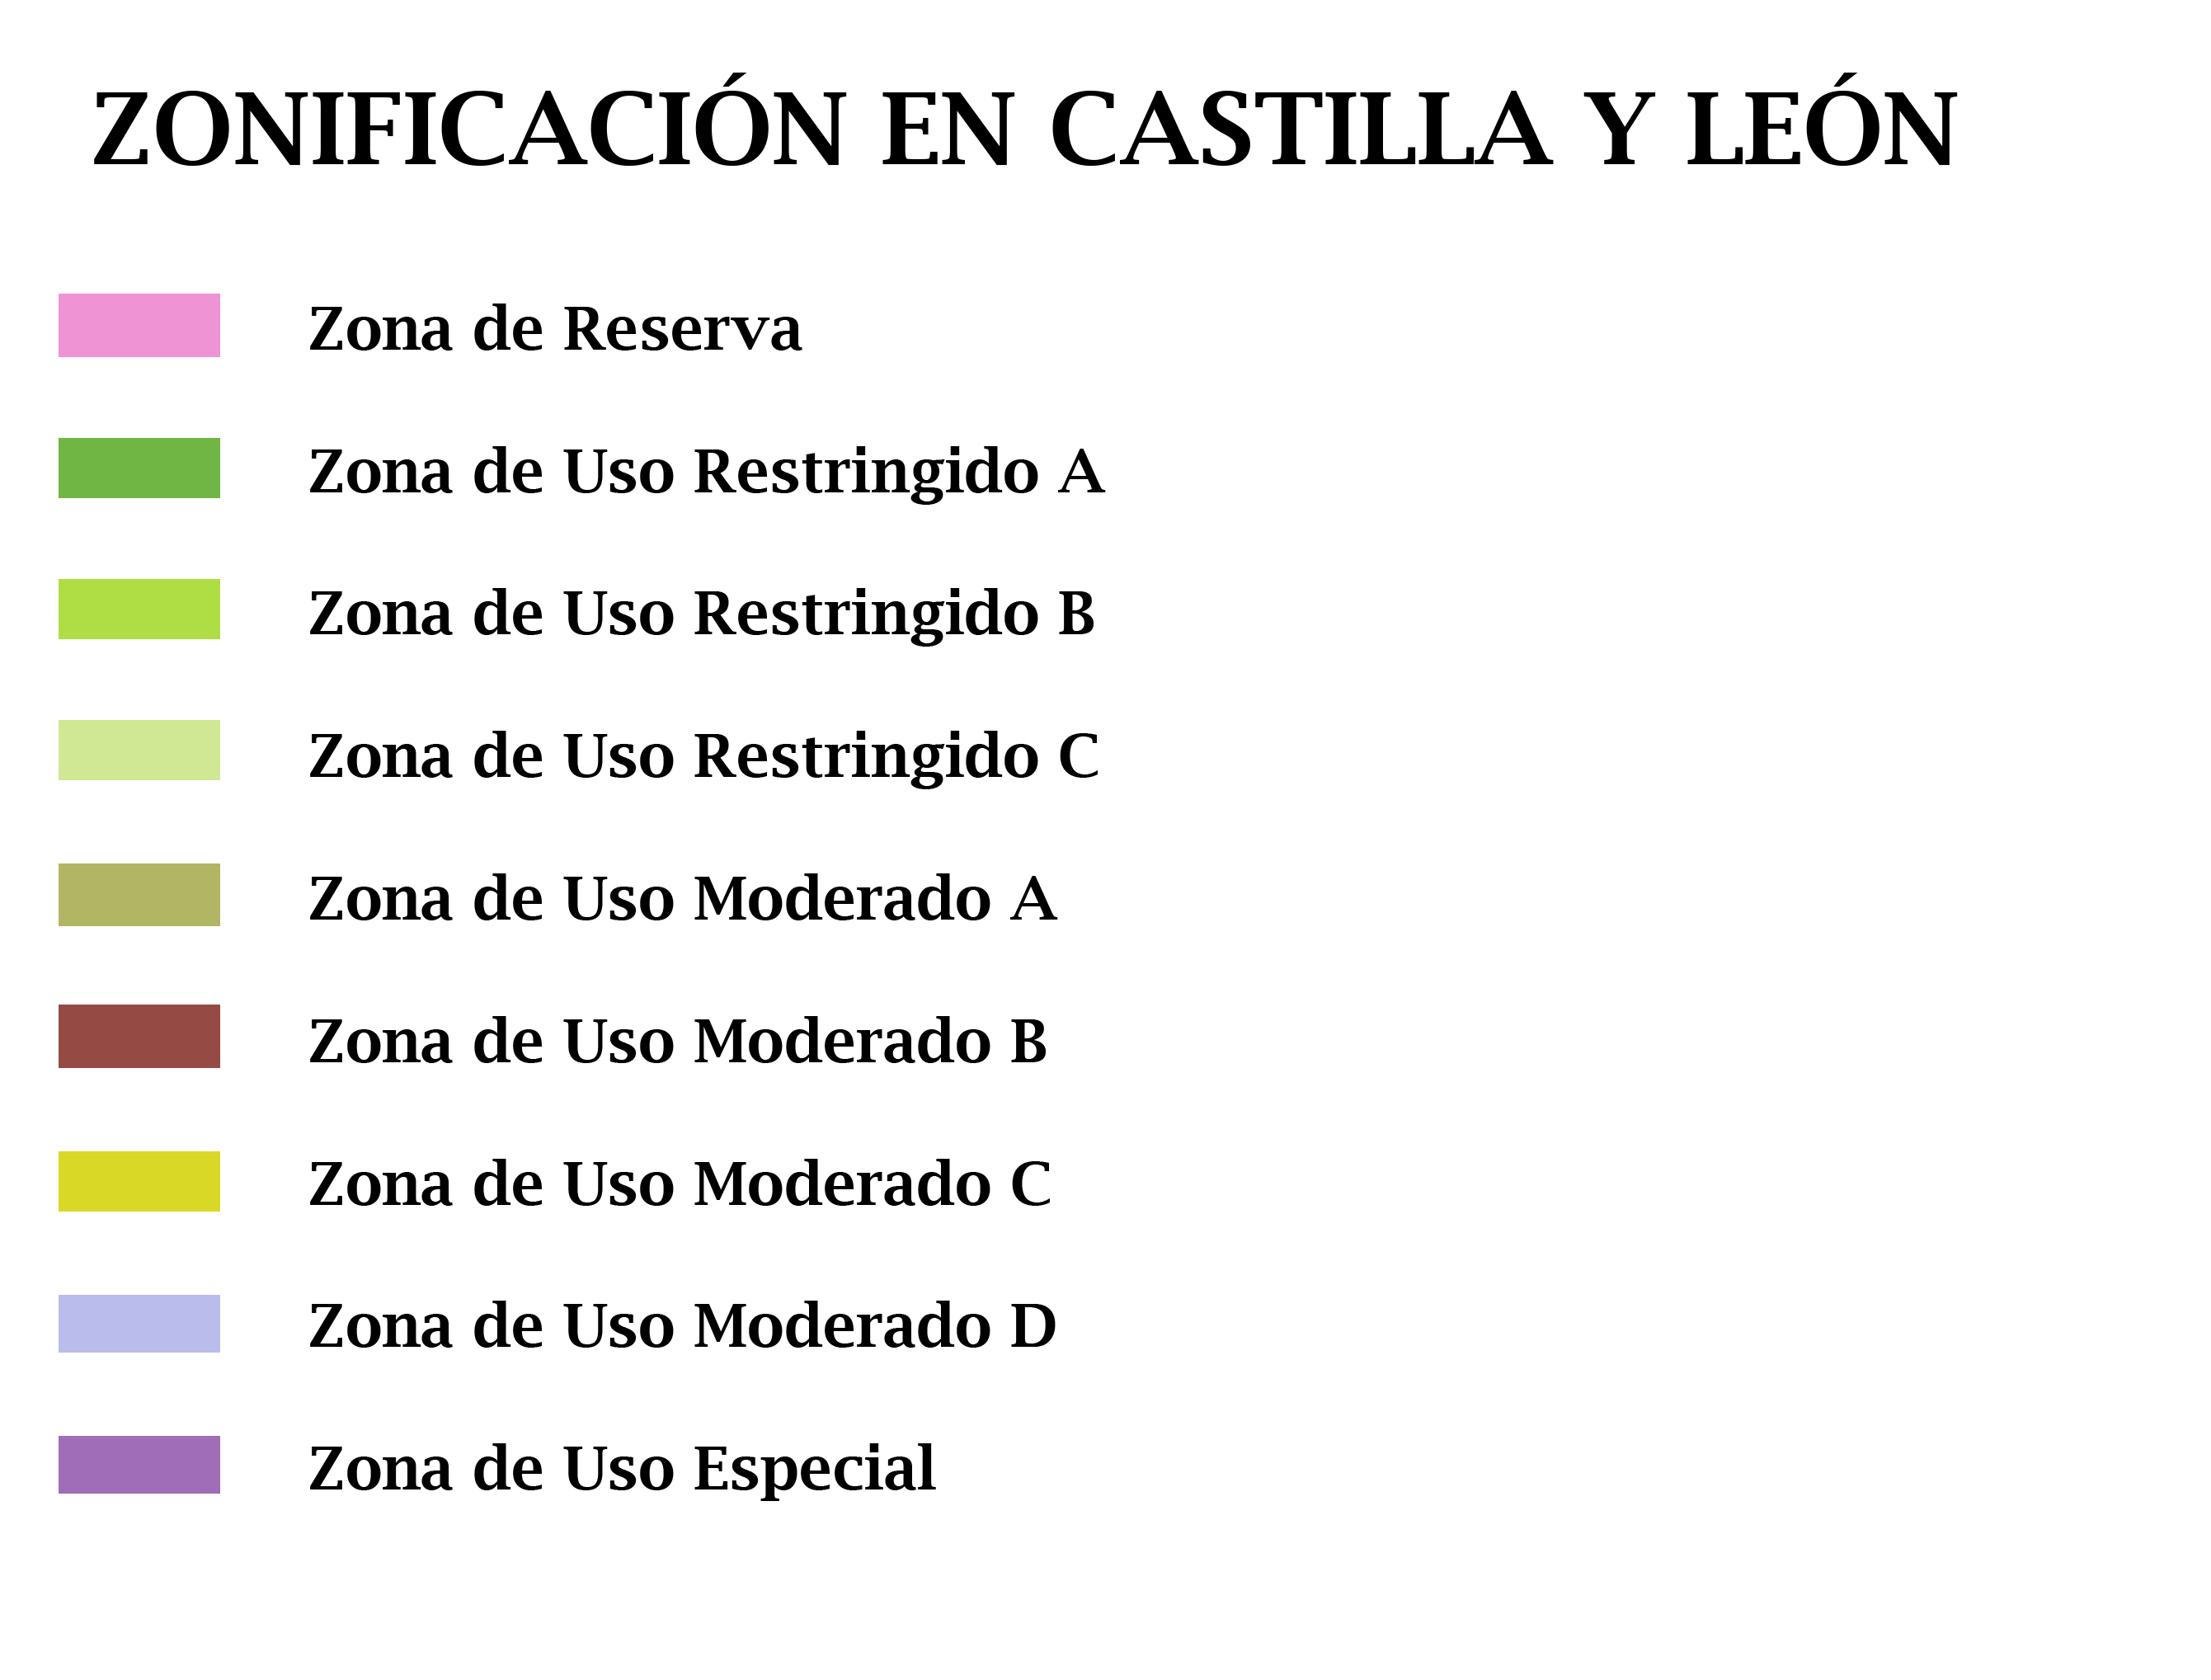 ZONIFICACIÓN EN CASTILLA Y LEÓN
Zona de Reserva
Zona de Uso Restringido A
Zona de Uso Restringido B
Zona de Uso Restringido C
Zona de Uso Moderado A
Zona de Uso Moderado B
Zona de Uso Moderado C
Zona de Uso Moderado D
Zona de Uso Especial